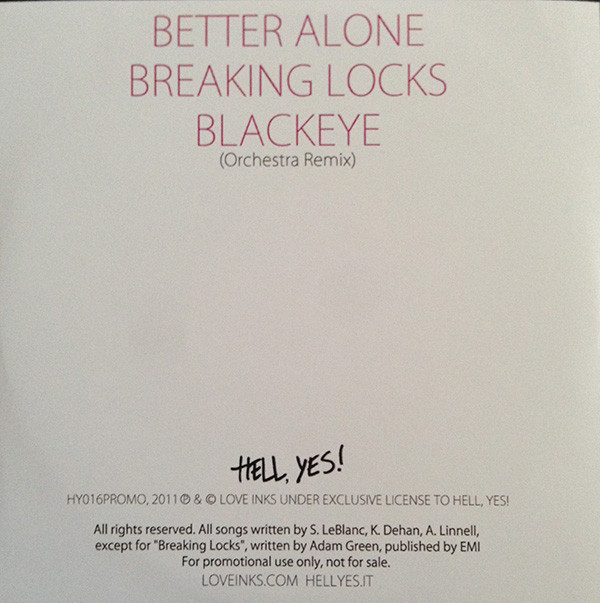 BETTER ALONE
BREAKING LOCKS
BLACKEYE
(Orchestra Remix)
HELL, YES!
HY016PROMO, 2011 ℗ & © LOVE INKS UNDER EXCLUSIVE LICENSE TO HELL, YES!
All rights reserved. All songs written by S. LeBlanc, K. Dehan, A. Linnell,
except for "Breaking Locks", written by Adam Green, published by EMI
For promotional use only, not for sale.
LOVEINKS.COM HELLYES.IT